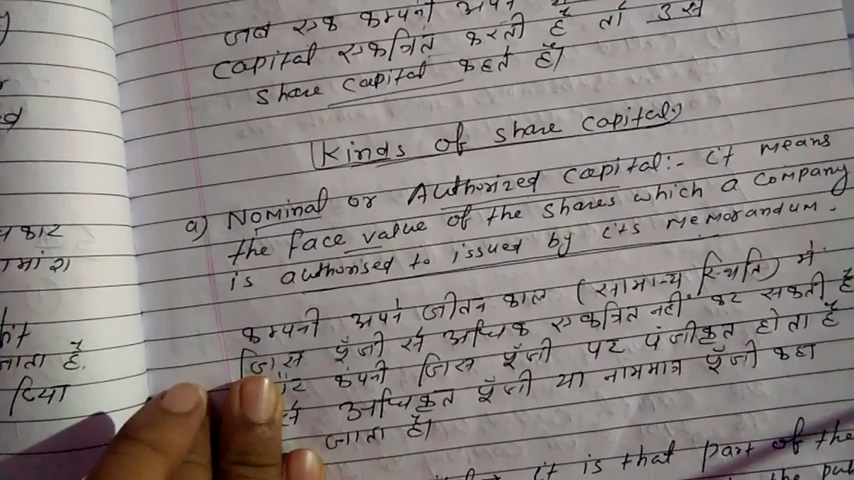 जब एक कम्पनी अपने
capital एकत्रित करती है तो उसे
share capital कहते है।
Kinds of share capital
a) Nominal or Authorized capital:- it means
the face value of the shares which a company
is authorised to issued by its memorandum.
कम्पनी अपने जीवन काल (सामान्य स्थिति) में
जिस पूँजी से अधिक एकत्रित नहीं कर सकती है
कंपनी जिस पूँजी पर पंजीकृत होता है
अधिकृत पूँजी या नाममात्र पूँजी कहा
जाता है।
it is that part of the
the pub
जाता है.
दिया